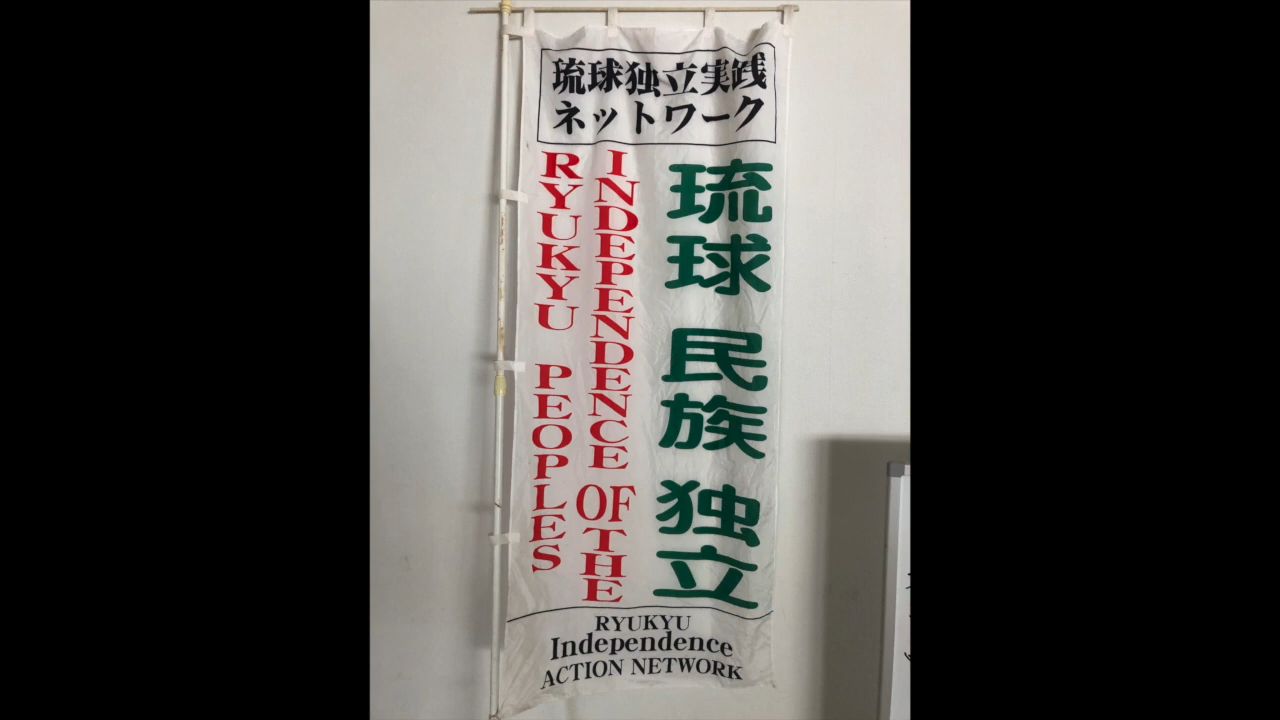 琉球独立実践
ネットワーク
琉球 民族 独立
INDEPENDENCE OF THE
RYUKYU PEOPLES
RYUKYU
Independence
ACTION NETWORK